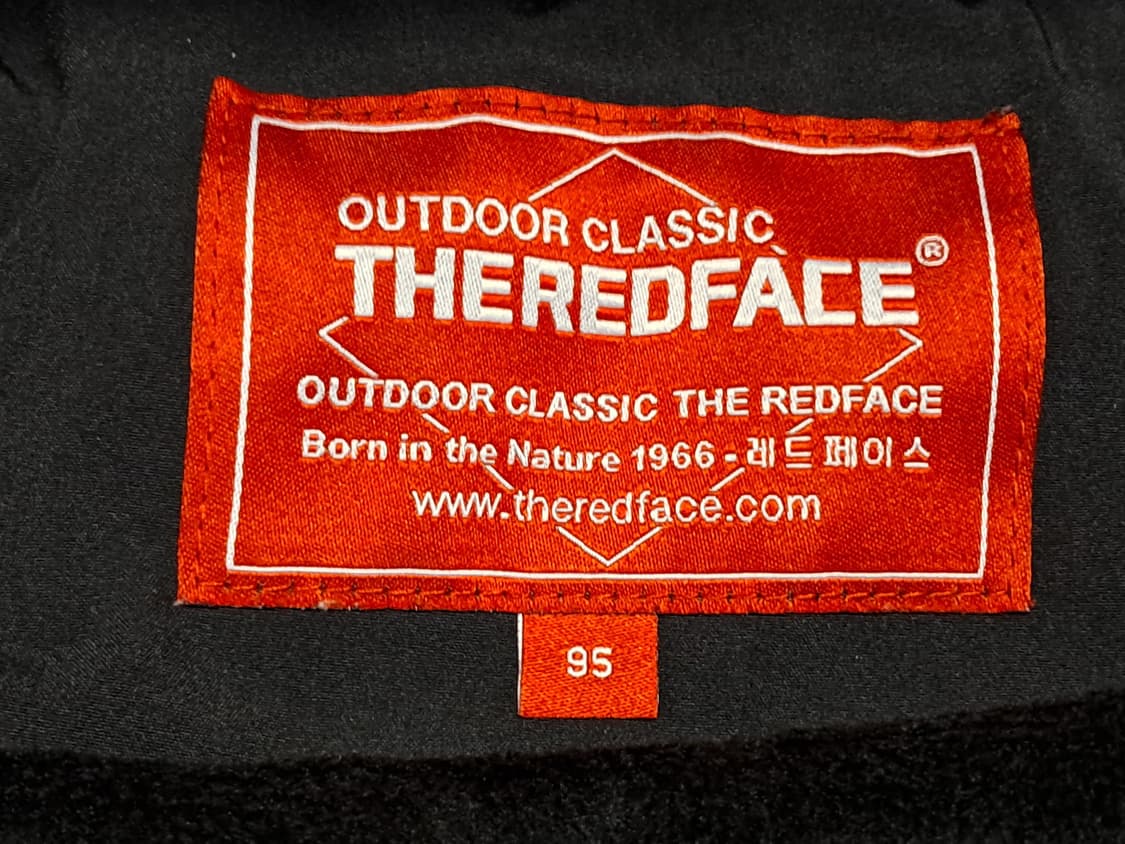 OUTDOOR CLASSIC
THEREDFACE®
OUTDOOR CLASSIC THE REDFACE
Born in the Nature 1966 - 레드페이스
www.theredface.com
95